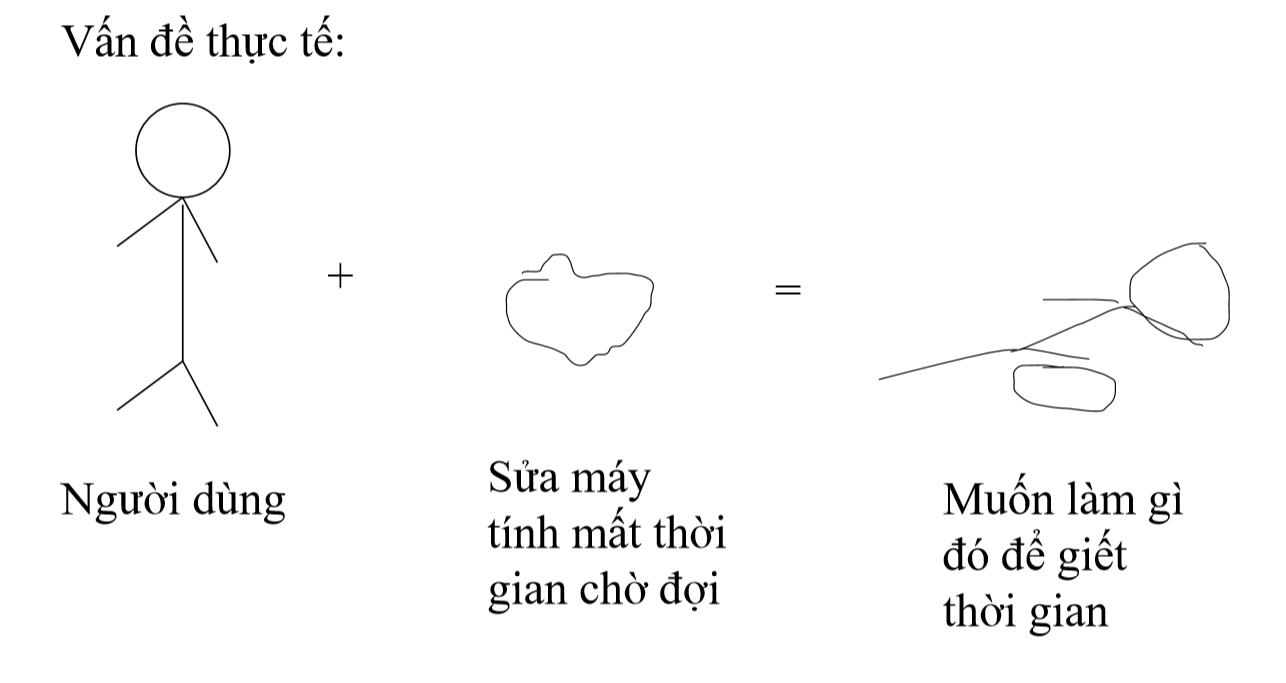 Vấn đề thực tế:
+
=
Người dùng
Sửa máy
tính mất thời
gian chờ đợi
Muốn làm gì
đó để giết
thời gian